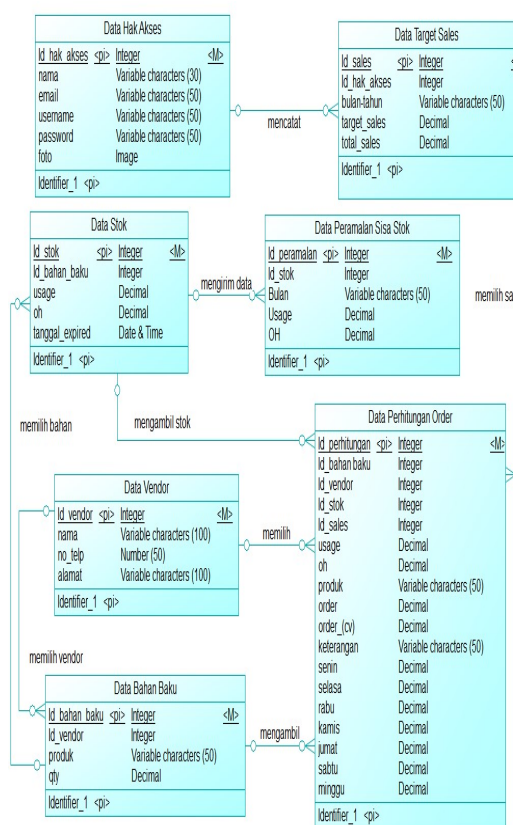 Data Hak Akses
Id_hak_akses <pi> Integer <M>
nama Variable characters (30)
email Variable characters (50)
username Variable characters (50)
password Variable characters (50)
foto Image
Identifier_1 <pi>
mencatat
Data Target Sales
Id_sales <pi> Integer
Id_hak_akses Integer
bulan-tahun Variable characters (50)
target_sales Decimal
total_sales Decimal
Identifier_1 <pi>
Data Stok
Id_stok <pi> Integer <M>
Id_bahan_baku Integer
usage Decimal
oh Decimal
tanggal_expired Date & Time
Identifier_1 <pi>
mengirim data
Data Peramalan Sisa Stok
Id_peramalan <pi> Integer <M>
Id_stok Integer
Bulan Variable characters (50)
Usage Decimal
OH Decimal
Identifier_1 <pi>
memilih sa
memilih bahan
mengambil stok
Data Vendor
Id_vendor <pi> Integer <M>
nama Variable characters (100)
no_telp Number (50)
alamat Variable characters (100)
Identifier_1 <pi>
memilih
Data Perhitungan Order
Id_perhitungan <pi> Integer <M>
Id_bahan baku Integer
Id_vendor Integer
Id_stok Integer
Id_sales Integer
usage Decimal
oh Decimal
produk Variable characters (50)
order Decimal
order_(cv) Decimal
keterangan Variable characters (50)
senin Decimal
selasa Decimal
rabu Decimal
kamis Decimal
jumat Decimal
sabtu Decimal
minggu Decimal
Identifier_1 <pi>
memilih vendor
Data Bahan Baku
Id_bahan_baku <pi> Integer <M>
Id_vendor Integer
produk Variable characters (50)
qty Decimal
Identifier_1 <pi>
mengambil